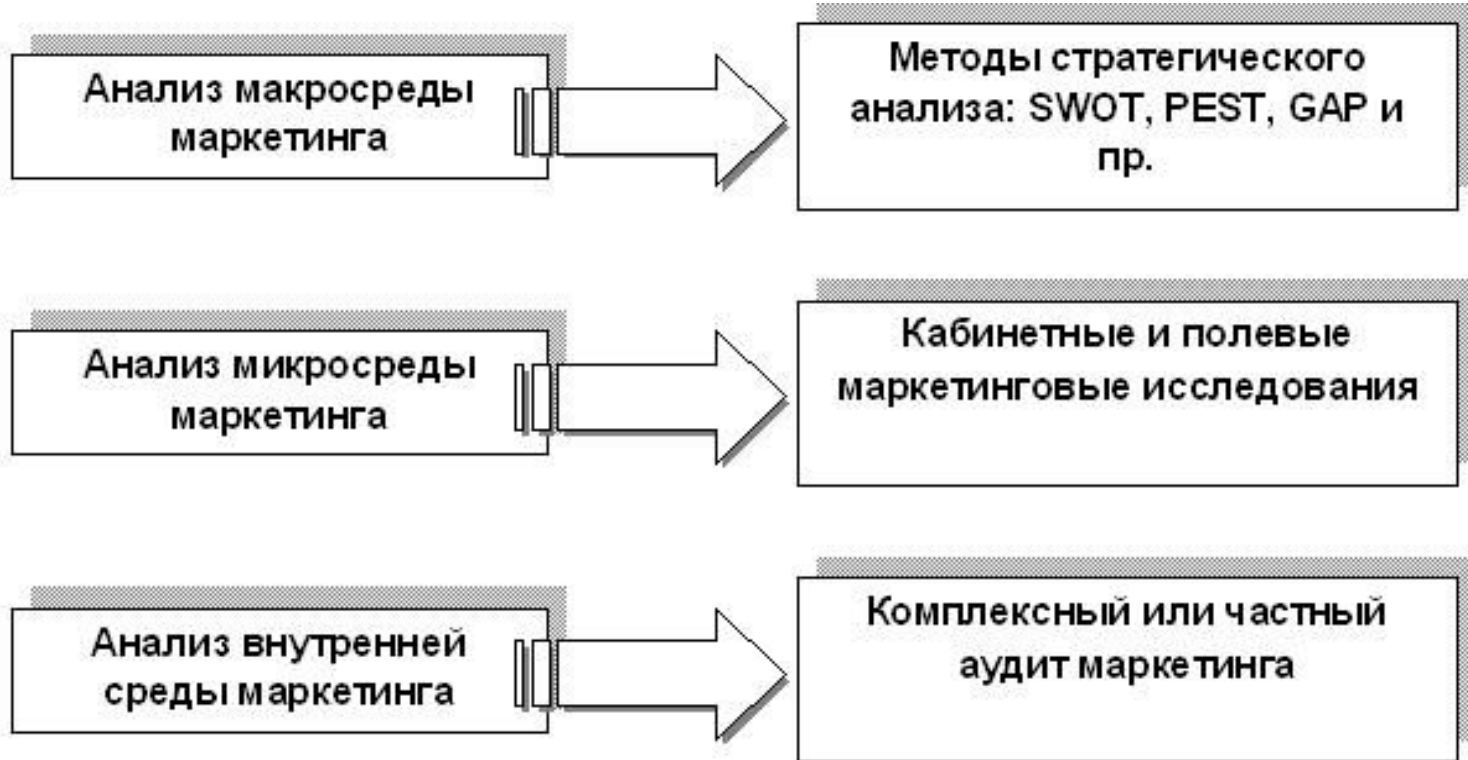 Анализ макросреды
маркетинга
Методы стратегического
анализа: SWOT, PEST, GAP и
пр.
Анализ микросреды
маркетинга
Кабинетные и полевые
маркетинговые исследования
Анализ внутренней
среды маркетинга
Комплексный или частный
аудит маркетинга